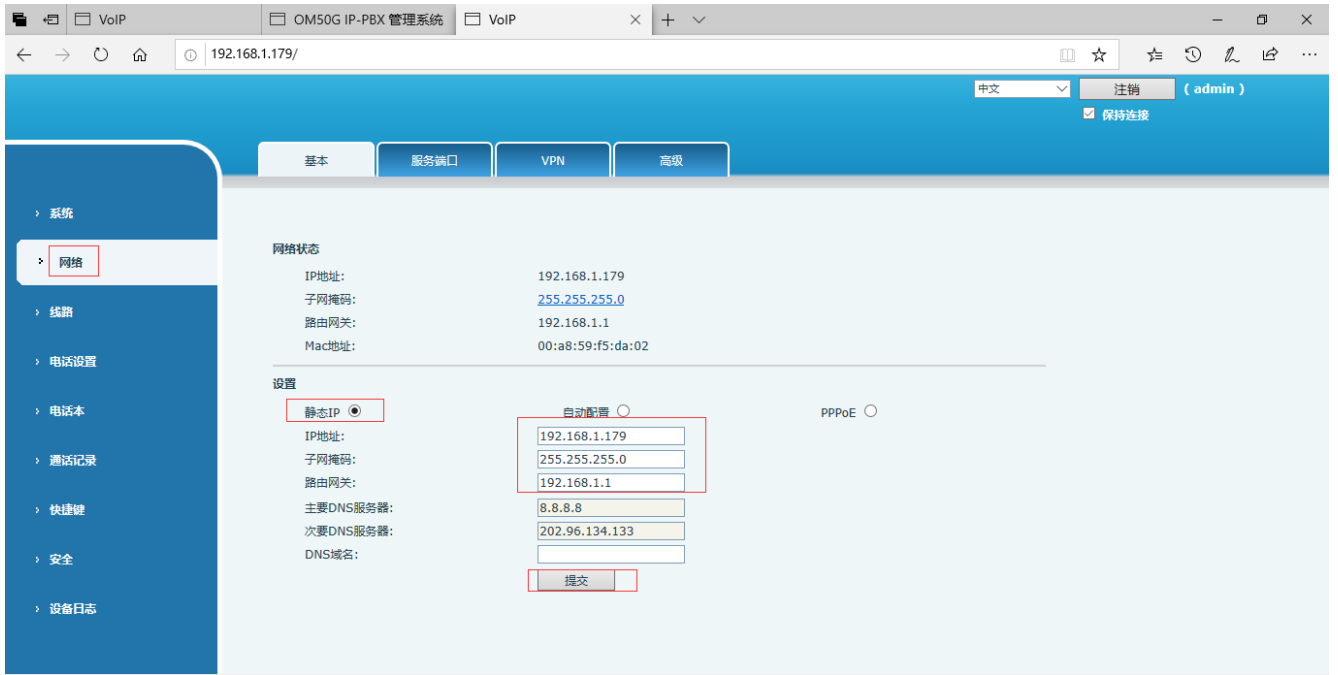 VoIP OM50G IP-PBX 管理系统 VoIP
192.168.1.179/
中文 注销 ( admin )
保持连接
基本 服务端口 VPN 高级
系统
网络
线路
电话设置
电话本
通话记录
快捷键
安全
设备日志
网络状态
IP地址: 192.168.1.179
子网掩码: 255.255.255.0
路由网关: 192.168.1.1
Mac地址: 00:a8:59:f5:da:02
设置
静态IP 自动配置 PPPoE
IP地址: 192.168.1.179
子网掩码: 255.255.255.0
路由网关: 192.168.1.1
主要DNS服务器: 8.8.8.8
次要DNS服务器: 202.96.134.133
DNS域名:
提交